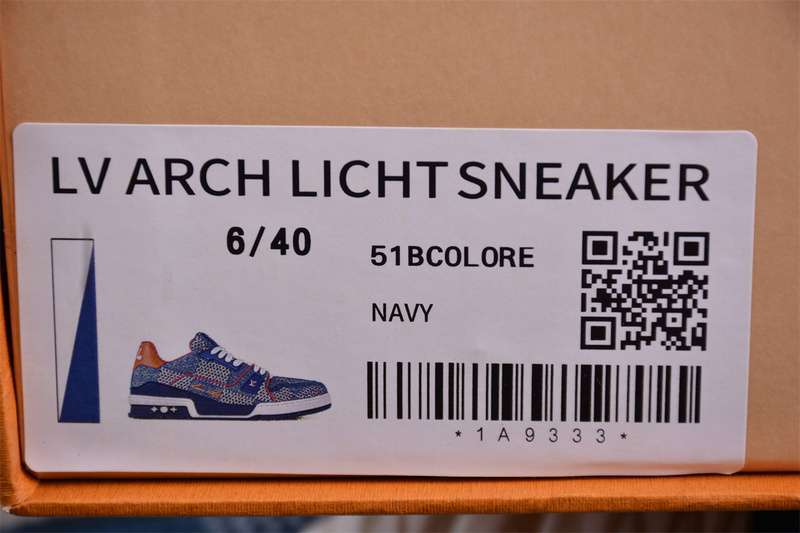 LV ARCH LICHT SNEAKER
6/40
51BCOLORE
NAVY
*1A9333*